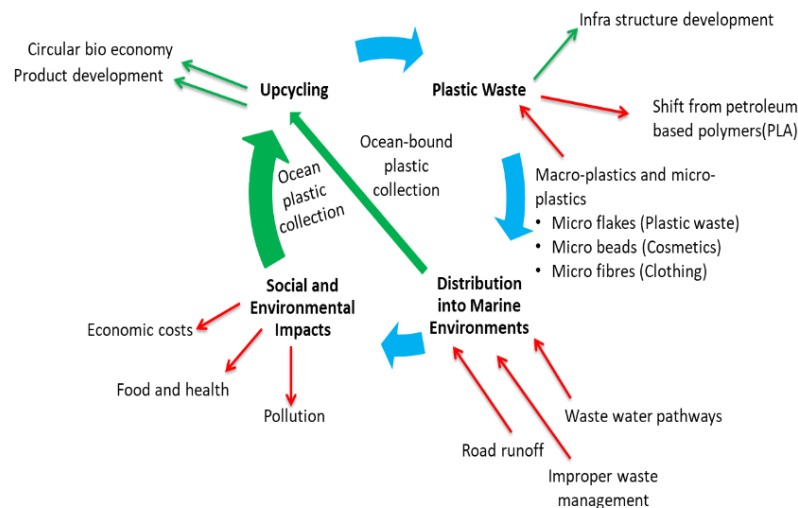 Infra structure development
Circular bio economy
Product development
Upcycling
Plastic Waste
Shift from petroleum
based polymers(PLA)
Ocean-bound
plastic
collection
Ocean
plastic
collection
Macro-plastics and micro-
plastics
• Micro flakes (Plastic waste)
• Micro beads (Cosmetics)
• Micro fibres (Clothing)
Social and
Environmental
Impacts
Distribution
into Marine
Environments
Economic costs
Food and health
Pollution
Waste water pathways
Road runoff
Improper waste
management